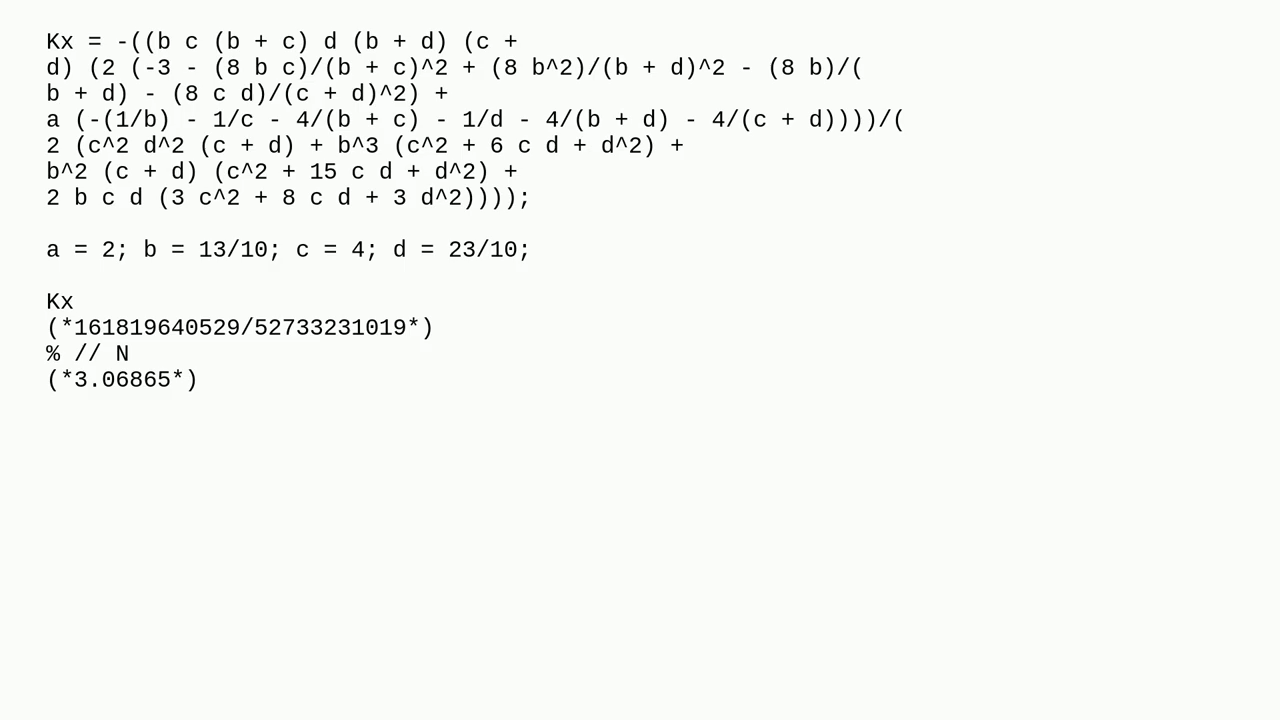 Kx = -((b c (b + c) d (b + d) (c +
d) (2 (-3 - (8 b c)/(b + c)^2 + (8 b^2)/(b + d)^2 - (8 b)/(
b + d) - (8 c d)/(c + d)^2) +
a (-(1/b) - 1/c - 4/(b + c) - 1/d - 4/(b + d) - 4/(c + d))))/(
2 (c^2 d^2 (c + d) + b^3 (c^2 + 6 c d + d^2) +
b^2 (c + d) (c^2 + 15 c d + d^2) +
2 b c d (3 c^2 + 8 c d + 3 d^2))));
a = 2; b = 13/10; c = 4; d = 23/10;
Kx
(*161819640529/52733231019*)
% // N
(*3.06865*)